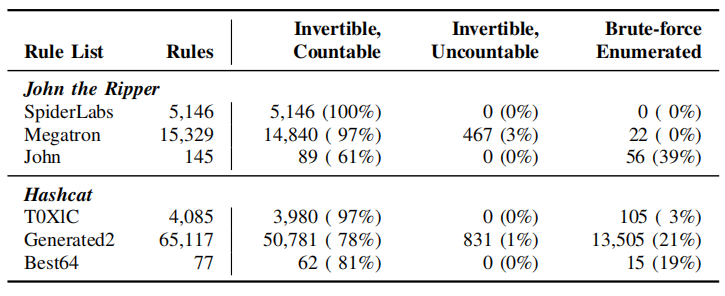 Invertible, Invertible, Brute-force
Rule List Rules Countable Uncountable Enumerated
John the Ripper
SpiderLabs 5,146 5,146 (100%) 0 (0%) 0 ( 0%)
Megatron 15,329 14,840 ( 97%) 467 (3%) 22 ( 0%)
John 145 89 ( 61%) 0 (0%) 56 (39%)
Hashcat
T0XlC 4,085 3,980 ( 97%) 0 (0%) 105 ( 3%)
Generated2 65,117 50,781 ( 78%) 831 (1%) 13,505 (21%)
Best64 77 62 ( 81%) 0 (0%) 15 (19%)